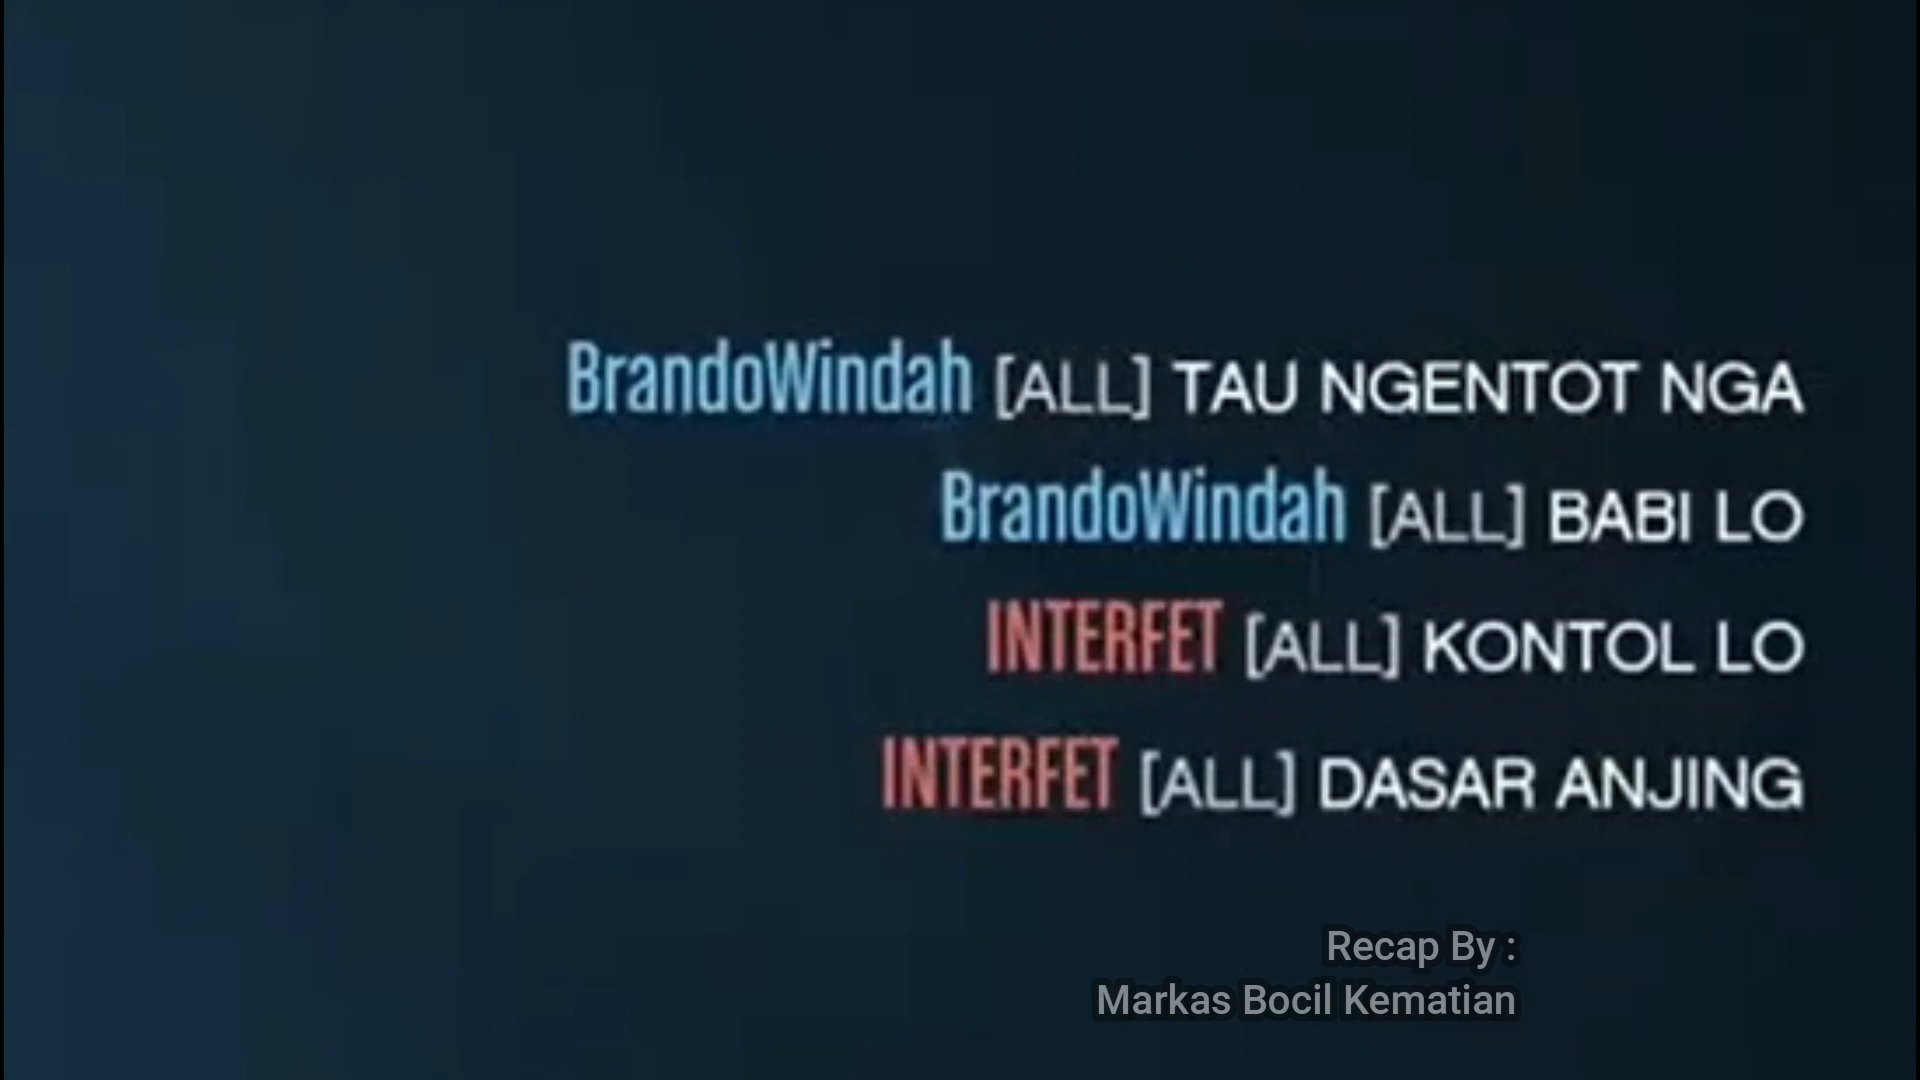 BrandoWindah [ALL] TAU NGENTOT NGA
BrandoWindah [ALL] BABI LO
INTERFET [ALL] KONTOL LO
INTERFET [ALL] DASAR ANJING
Recap By :
Markas Bocil Kematian